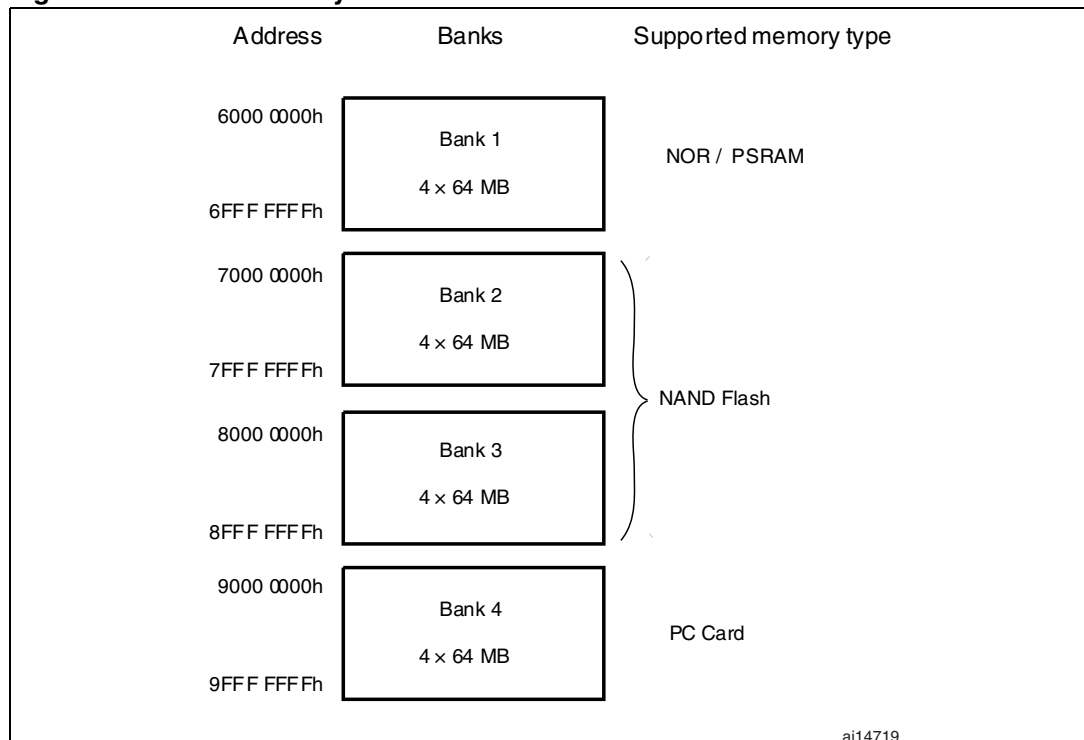 Address Banks Supported memory type
6000 0000h
Bank 1
NOR / PSRAM
4 × 64 MB
6FFF FFFFh
7000 0000h
Bank 2
4 × 64 MB
7FFF FFFFh
NAND Flash
8000 0000h
Bank 3
4 × 64 MB
8FFF FFFFh
9000 0000h
Bank 4
PC Card
4 × 64 MB
9FFF FFFFh
ai14719